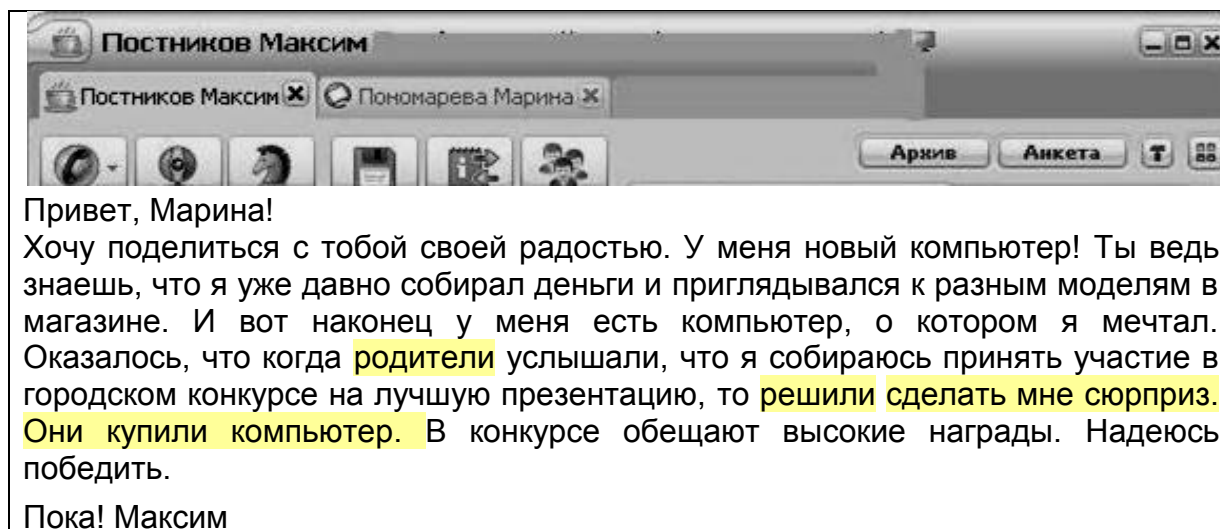 Постников Максим
Постников Максим Пономарева Марина
Архив Анкета T
Привет, Марина!
Хочу поделиться с тобой своей радостью. У меня новый компьютер! Ты ведь
знаешь, что я уже давно собирал деньги и приглядывался к разным моделям в
магазине. И вот наконец у меня есть компьютер, о котором я мечтал.
Оказалось, что когда родители услышали, что я собираюсь принять участие в
городском конкурсе на лучшую презентацию, то решили сделать мне сюрприз.
Они купили компьютер. В конкурсе обещают высокие награды. Надеюсь
победить.
Пока! Максим